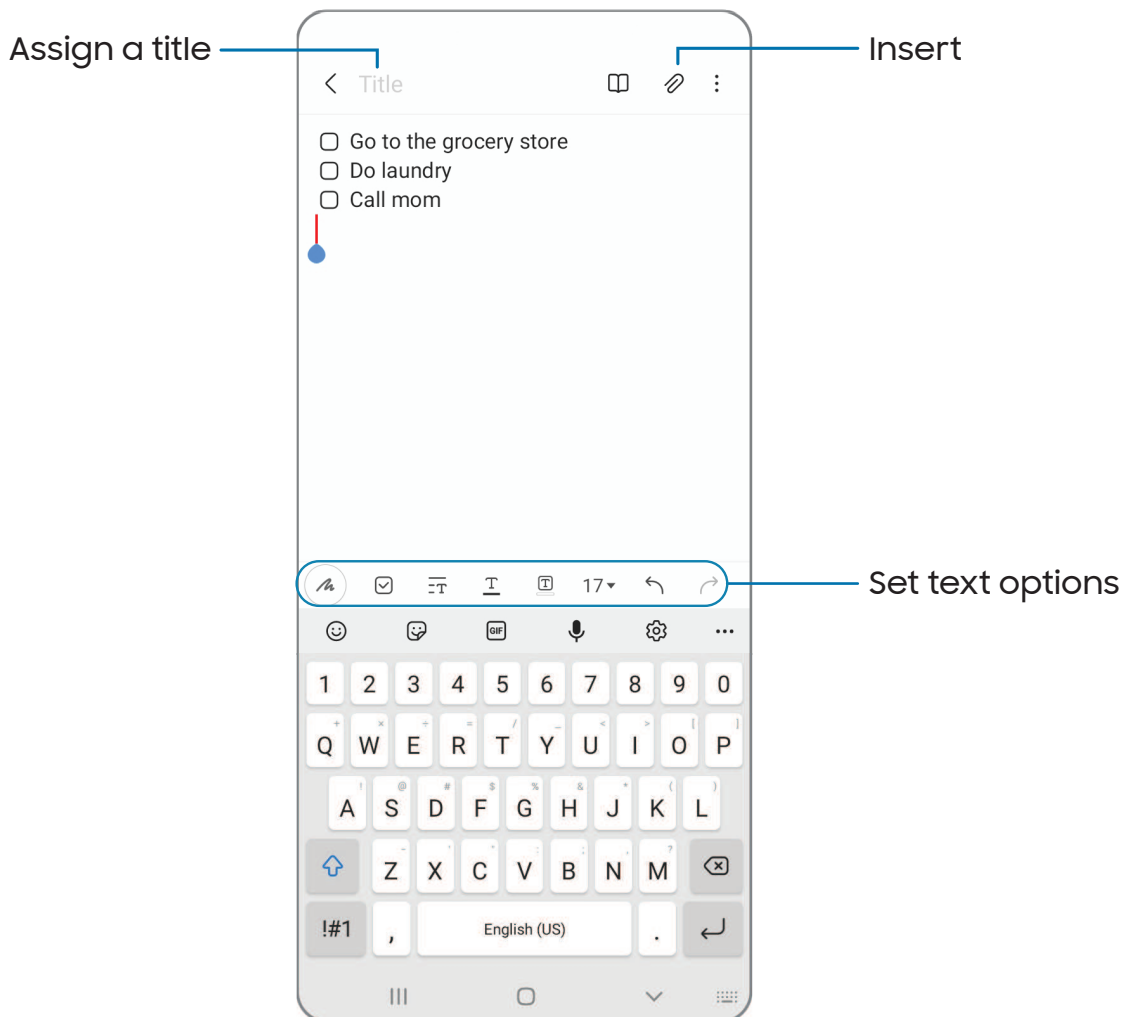 Assign a title
Insert
Title
Go to the grocery store
Do laundry
Call mom
17
Set text options
GIF
1 2 3 4 5 6 7 8 9 0
+ × ÷ = / _ < > [ ]
Q W E R T Y U I O P
! @ # $ % & * ( )
A S D F G H J K L
- ' " : ; , ?
Z X C V B N M
!#1 , English (US) .